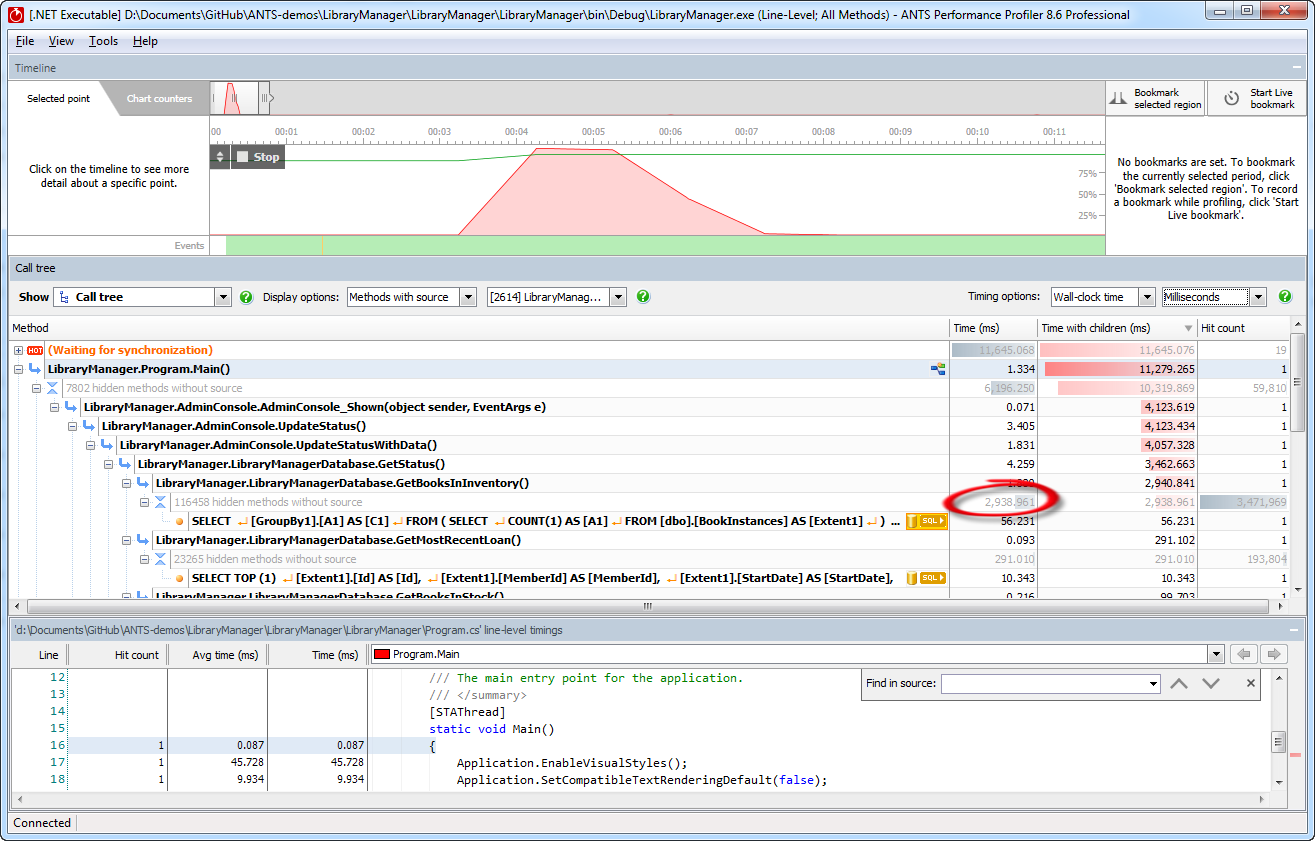 [.NET Executable] D:\Documents\GitHub\ANTS-demos\LibraryManager\LibraryManager\LibraryManager\bin\Debug\LibraryManager.exe (Line-Level; All Methods) - ANTS Performance Profiler 8.6 Professional
File View Tools Help
Timeline
Selected point Chart counters
Bookmark selected region
Start Live bookmark
00 00:01 00:02 00:03 00:04 00:05 00:06 00:07 00:08 00:09 00:10 00:11
Stop
Click on the timeline to see more
detail about a specific point.
75%
50%
25%
No bookmarks are set. To bookmark
the currently selected period, click
'Bookmark selected region'. To record
a bookmark while profiling, click 'Start
Live bookmark'.
Events
Call tree
Show Call tree Display options: Methods with source [2614] LibraryManag... Timing options: Wall-clock time Milliseconds
Method Time (ms) Time with children (ms) Hit count
HOT (Waiting for synchronization) 11,645.068 11,645.076 19
LibraryManager.Program.Main() 1.334 11,279.265 1
7802 hidden methods without source 6,196.250 10,319.869 59,810
LibraryManager.AdminConsole.AdminConsole_Shown(object sender, EventArgs e) 0.071 4,123.619 1
LibraryManager.AdminConsole.UpdateStatus() 3.405 4,123.434 1
LibraryManager.AdminConsole.UpdateStatusWithData() 1.831 4,057.328 1
LibraryManager.LibraryManagerDatabase.GetStatus() 4.259 3,462.663 1
LibraryManager.LibraryManagerDatabase.GetBooksInInventory() 2,940.841 1
116458 hidden methods without source 2,938.961 2,938.961 3,471,969
SELECT ↵ [GroupBy1].[A1] AS [C1] ↵ FROM ( SELECT ↵ COUNT(1) AS [A1] ↵ FROM [dbo].[BookInstances] AS [Extent1] ↵ ) ... SQL 56.231 56.231 1
LibraryManager.LibraryManagerDatabase.GetMostRecentLoan() 0.093 291.102 1
23265 hidden methods without source 291.010 291.010 193,804
SELECT TOP (1) ↵ [Extent1].[Id] AS [Id], ↵ [Extent1].[MemberId] AS [MemberId], ↵ [Extent1].[StartDate] AS [StartDate], SQL 10.343 10.343 1
LibraryManager.LibraryManagerDatabase.GetBooksInStock() 0.216 99.703 1
'd:\Documents\GitHub\ANTS-demos\LibraryManager\LibraryManager\LibraryManager\Program.cs' line-level timings
Line Hit count Avg time (ms) Time (ms) Program.Main
Find in source:
12 /// The main entry point for the application.
13 /// </summary>
14 [STAThread]
15 static void Main()
16 1 0.087 0.087 {
17 1 45.728 45.728 Application.EnableVisualStyles();
18 1 9.934 9.934 Application.SetCompatibleTextRenderingDefault(false);
Connected